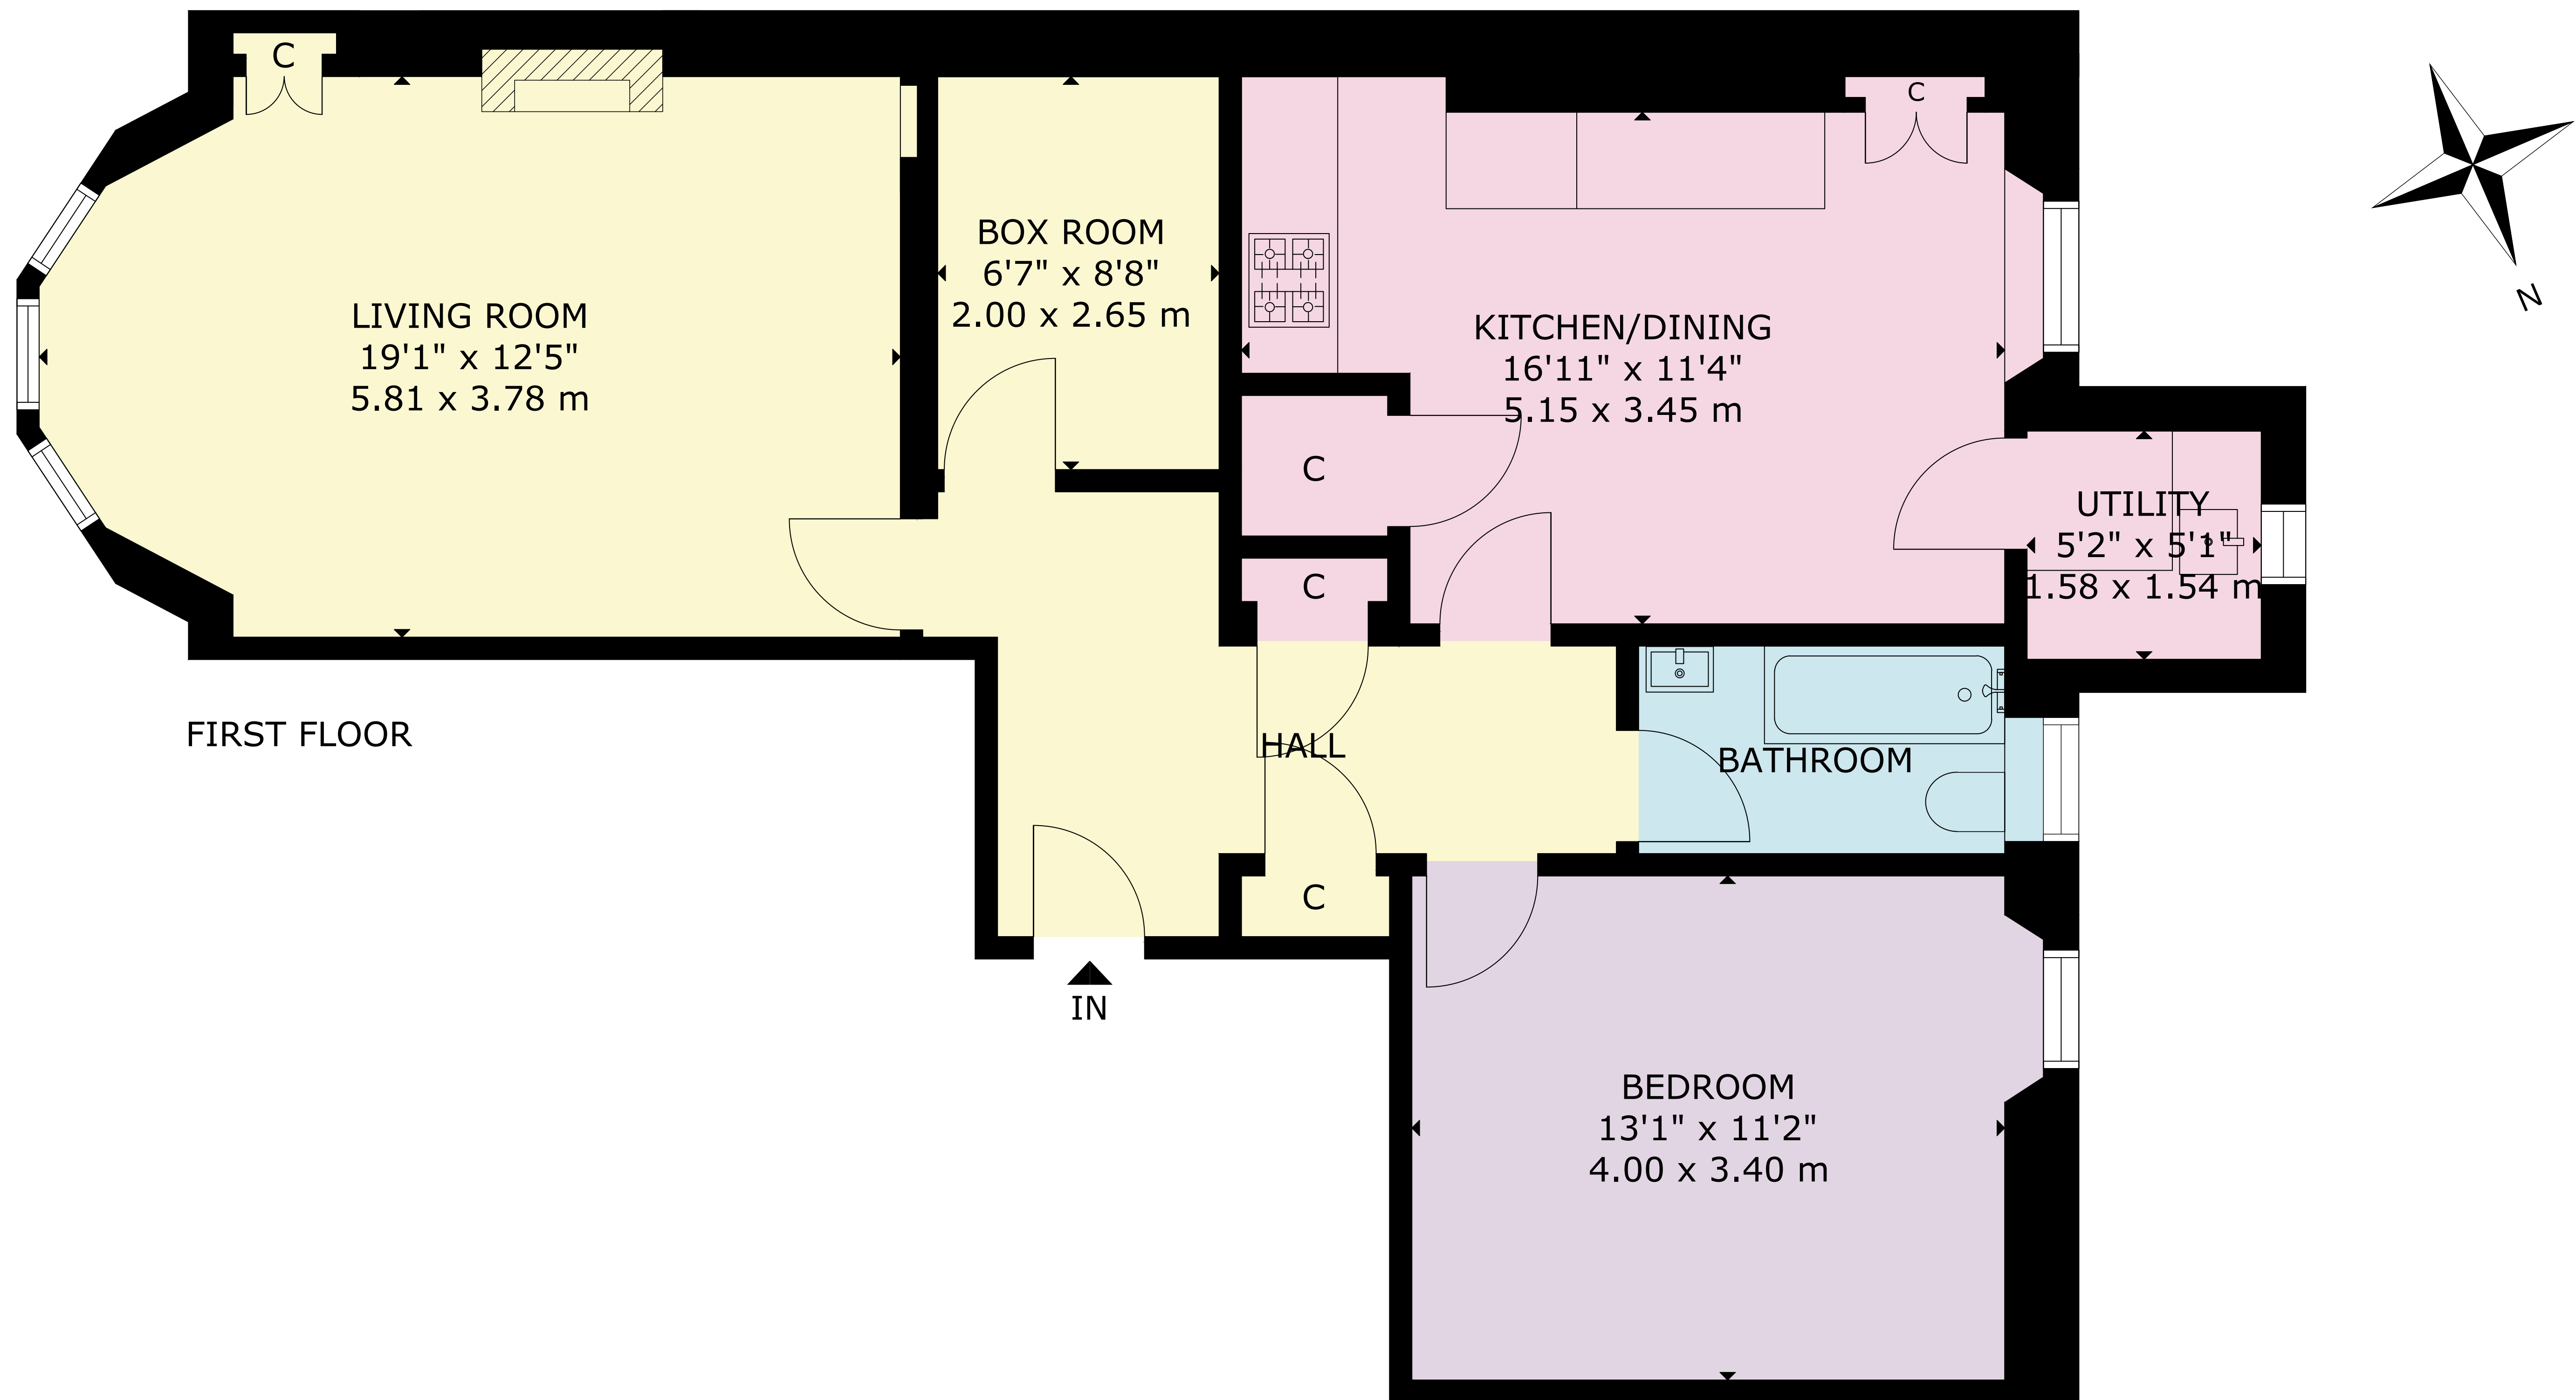 C
C
N
BOX ROOM
6'7" x 8'8"
2.00 x 2.65 m
LIVING ROOM
19'1" x 12'5"
5.81 x 3.78 m
KITCHEN/DINING
16'11" x 11'4"
5.15 x 3.45 m
C
UTILITY
5'2" x 5'1"
1.58 x 1.54 m
C
FIRST FLOOR
HALL
BATHROOM
C
IN
BEDROOM
13'1" x 11'2"
4.00 x 3.40 m